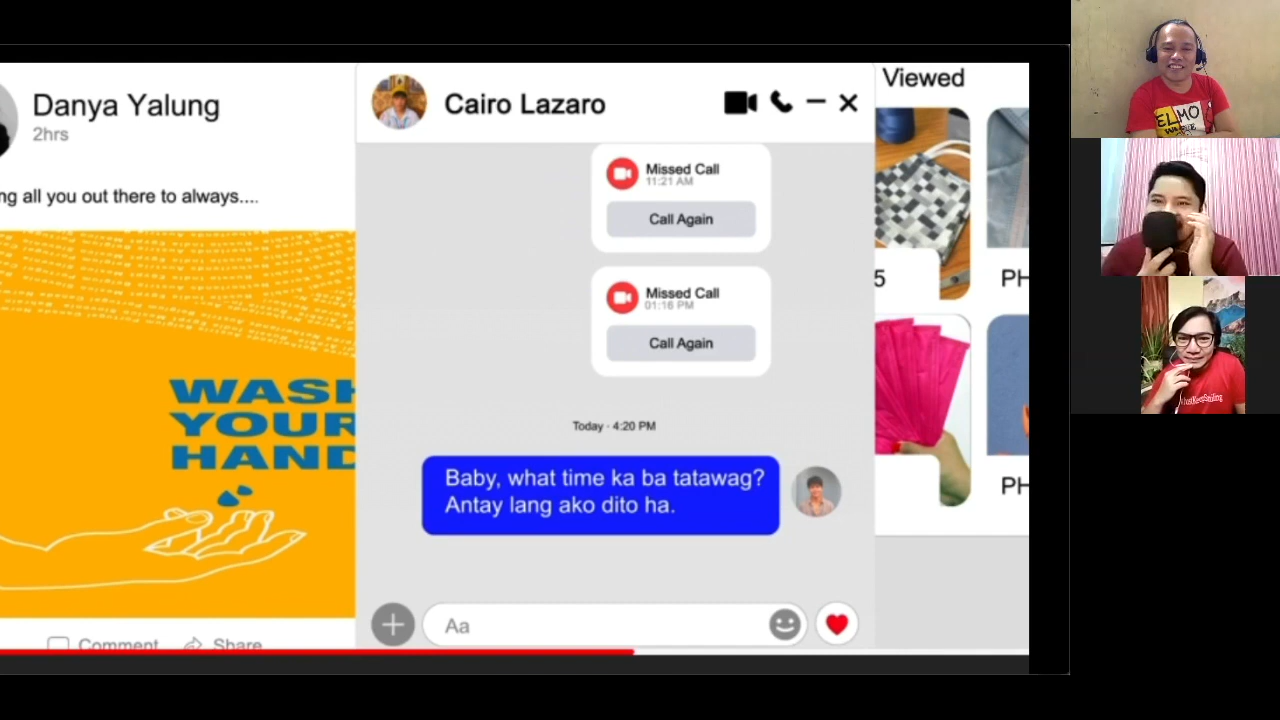 Danya Yalung
2hrs
ng all you out there to always....
WASH
YOUR
HAND
Comment
Share
Cairo Lazaro
Missed Call
11:21 AM
Call Again
Missed Call
01:16 PM
Call Again
Today · 4:20 PM
Baby, what time ka ba tatawag?
Antay lang ako dito ha.
Aa
Viewed
5
PH
PH
ELMO
#JustKeepSmiling